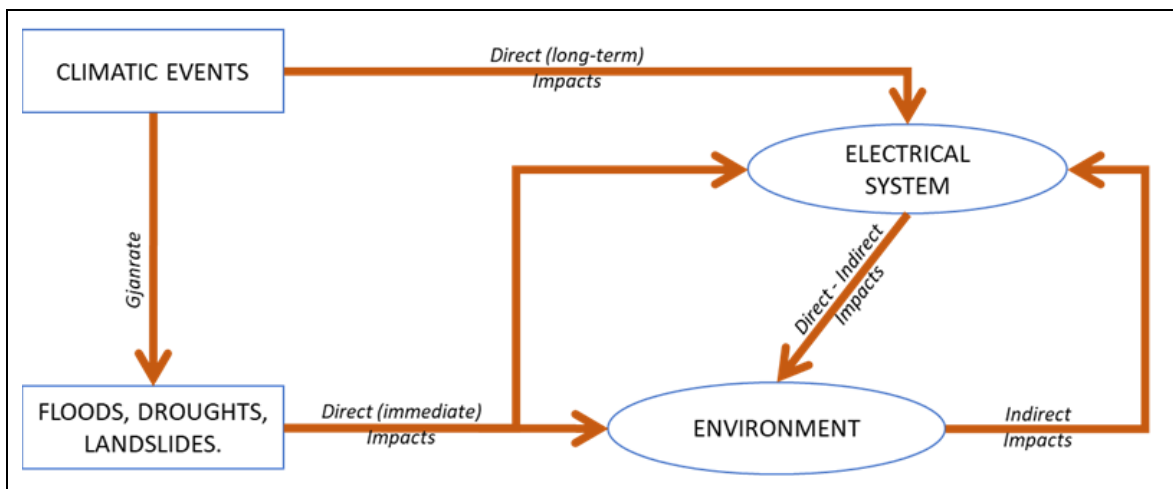 CLIMATIC EVENTS
Direct (long-term)
Impacts
ELECTRICAL
SYSTEM
Gjanrate
Direct - Indirect
Impacts
FLOODS, DROUGHTS,
LANDSLIDES.
Direct (immediate)
Impacts
ENVIRONMENT
Indirect
Impacts